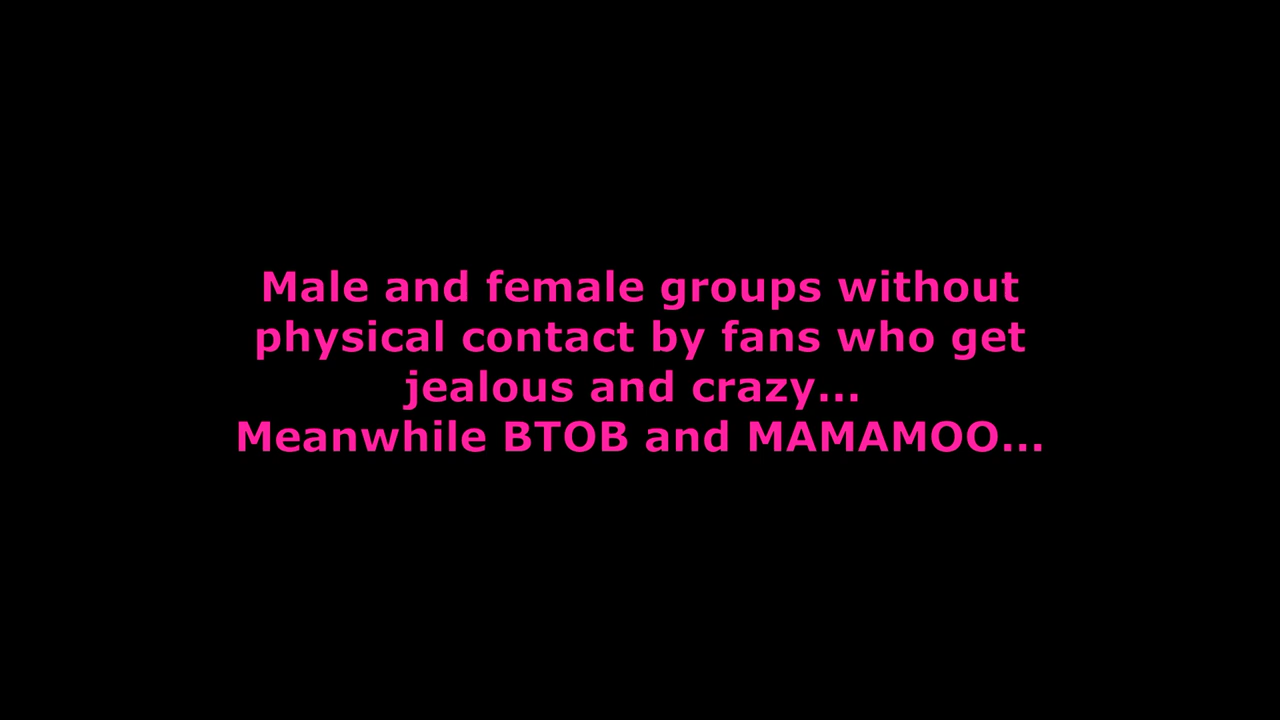 Male and female groups without
physical contact by fans who get
jealous and crazy...
Meanwhile BTOB and MAMAMOO...